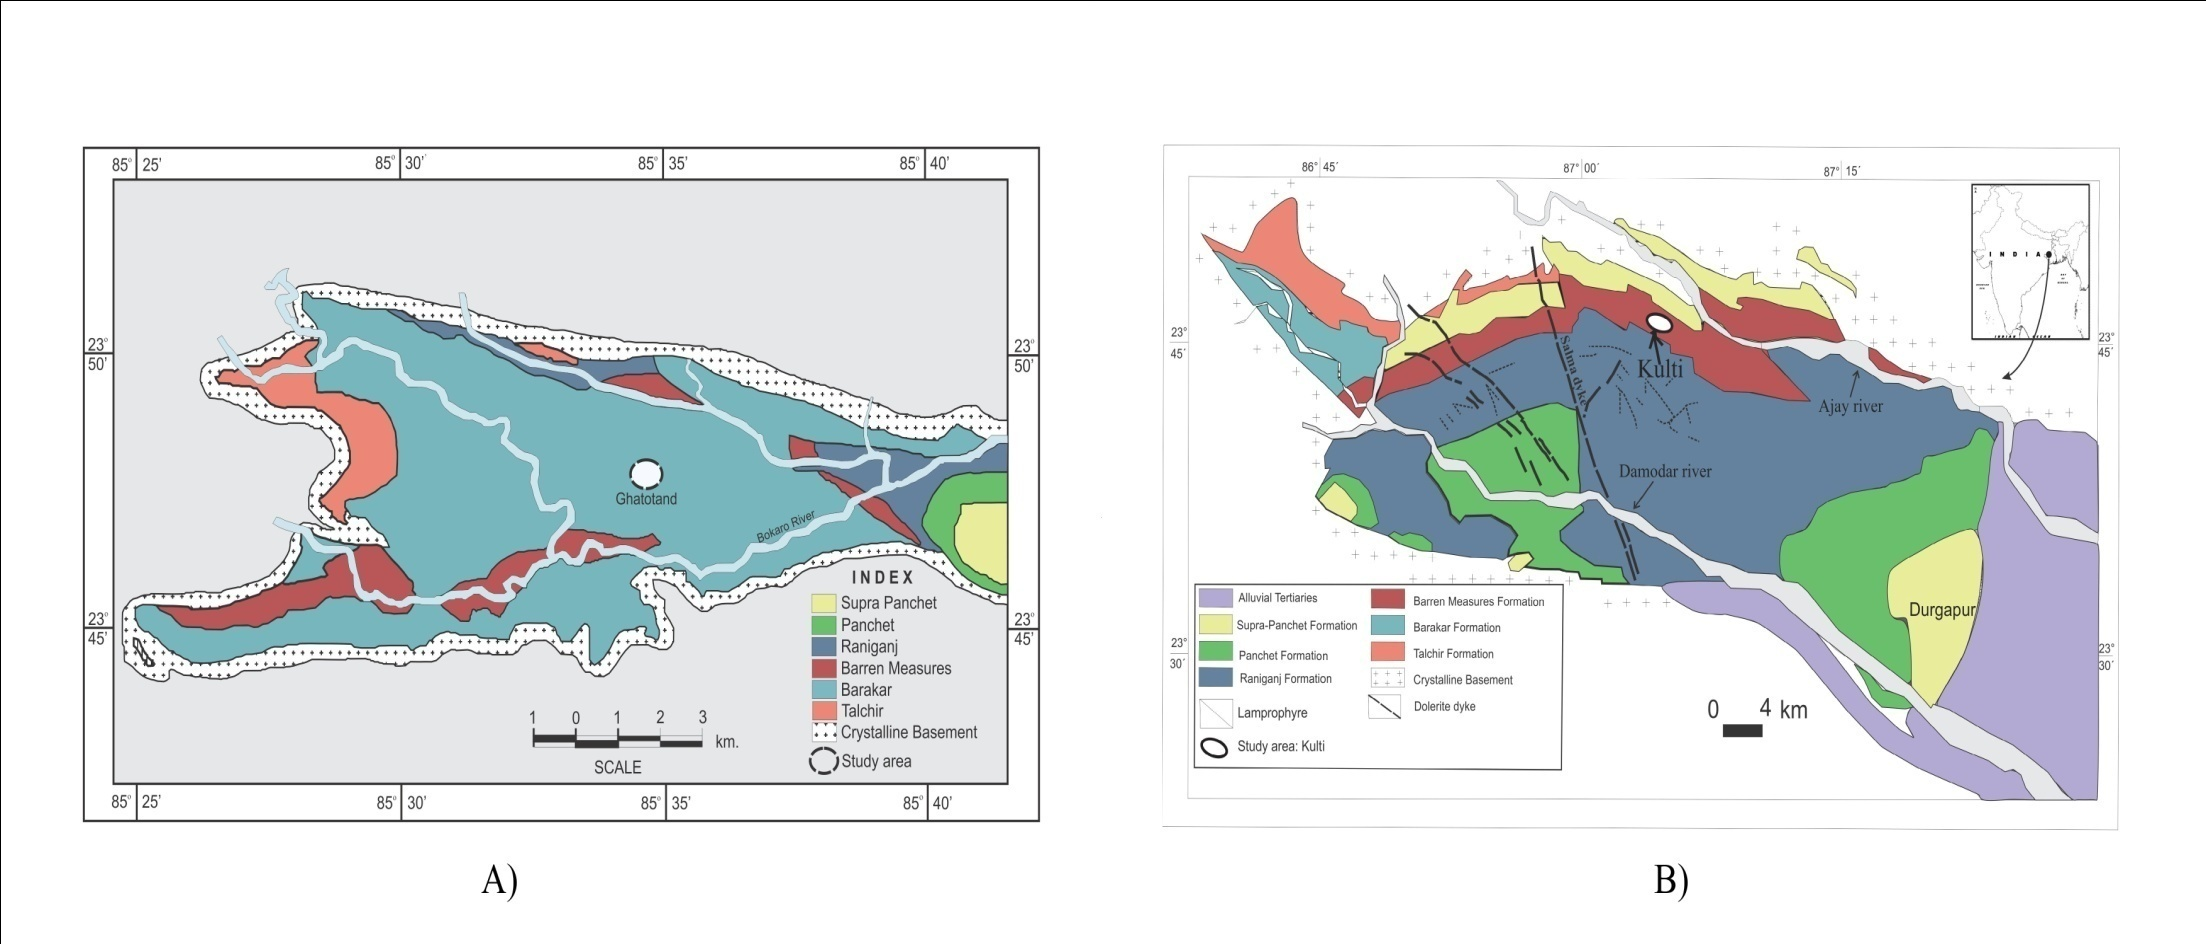 85° 25'
85° 30'
85° 35'
85° 40'
23° 50'
23° 50'
Ghatotand
Bokaro River
23° 45'
23° 45'
INDEX
Supra Panchet
Panchet
Raniganj
Barren Measures
Barakar
Talchir
Crystalline Basement
Study area
1 0 1 2 3
km.
SCALE
85° 25'
85° 30'
85° 35'
85° 40'
A)
86° 45'
87° 00'
87° 15'
INDIA
23° 45'
23° 45'
Salma dyke
Kulti
Ajay river
Damodar river
Durgapur
23° 30'
23° 30'
Alluvial Tertiaries
Supra-Panchet Formation
Panchet Formation
Raniganj Formation
Lamprophyre
Study area: Kulti
Barren Measures Formation
Barakar Formation
Talchir Formation
Crystalline Basement
Dolerite dyke
0 4 km
B)